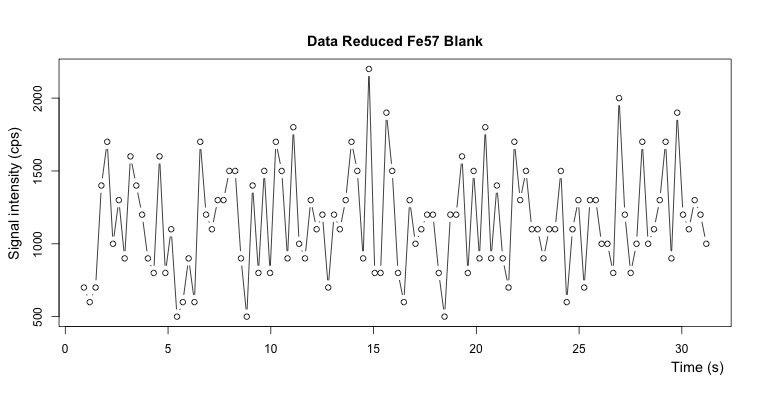 Data Reduced Fe57 Blank
Signal intensity (cps)
2000
1500
1000
500
0 5 10 15 20 25 30
Time (s)